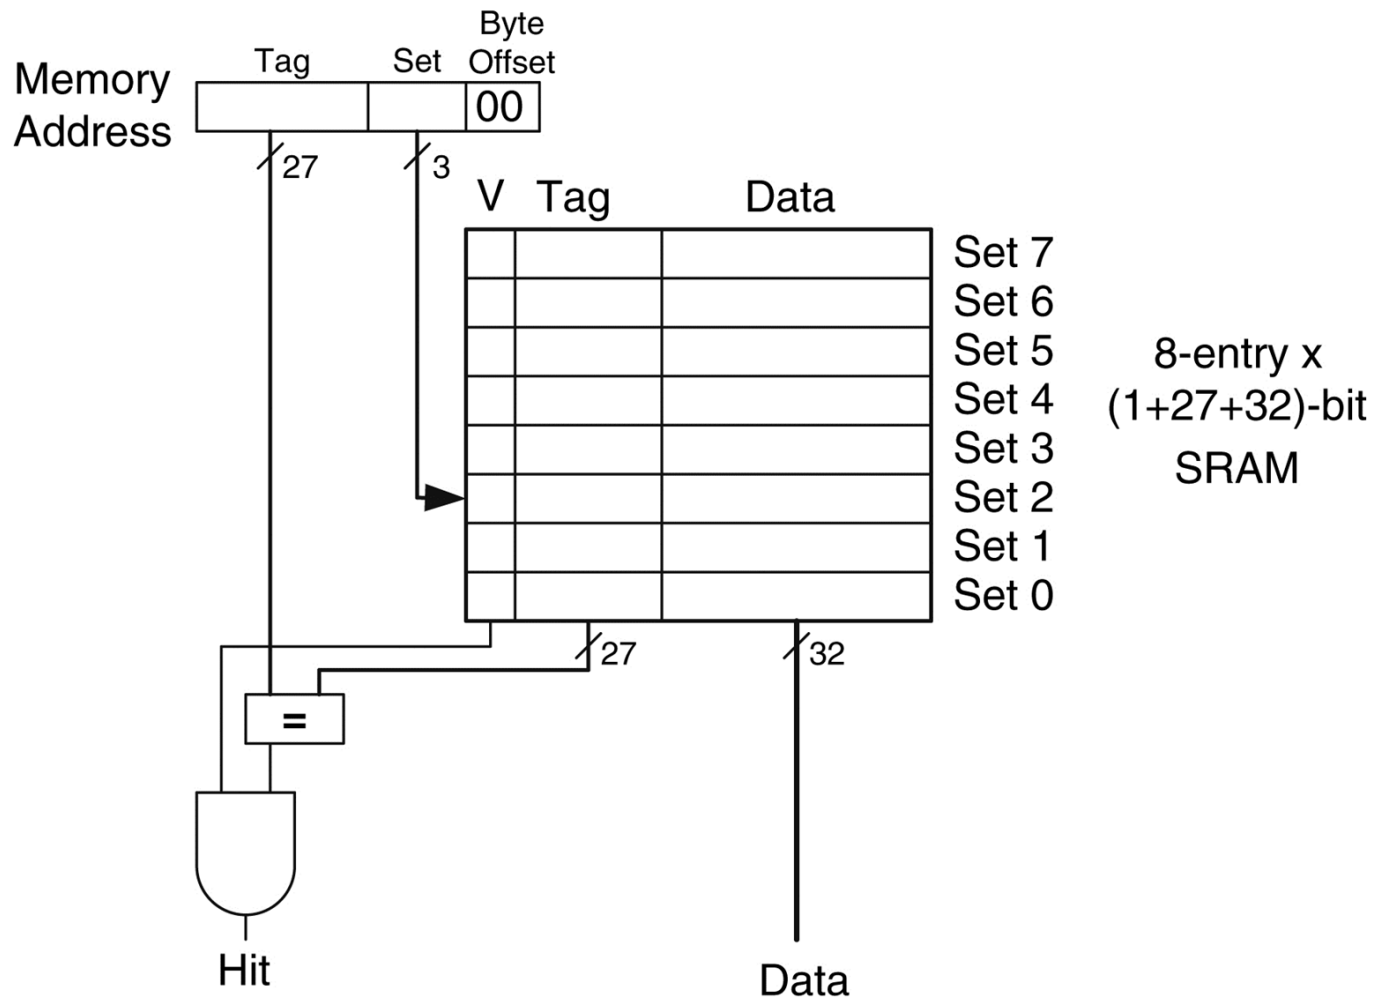 Byte
Tag Set Offset
Memory
Address
00
27
3
V Tag Data
Set 7
Set 6
Set 5
Set 4
Set 3
Set 2
Set 1
Set 0
8-entry x
(1+27+32)-bit
SRAM
27
32
=
Hit
Data